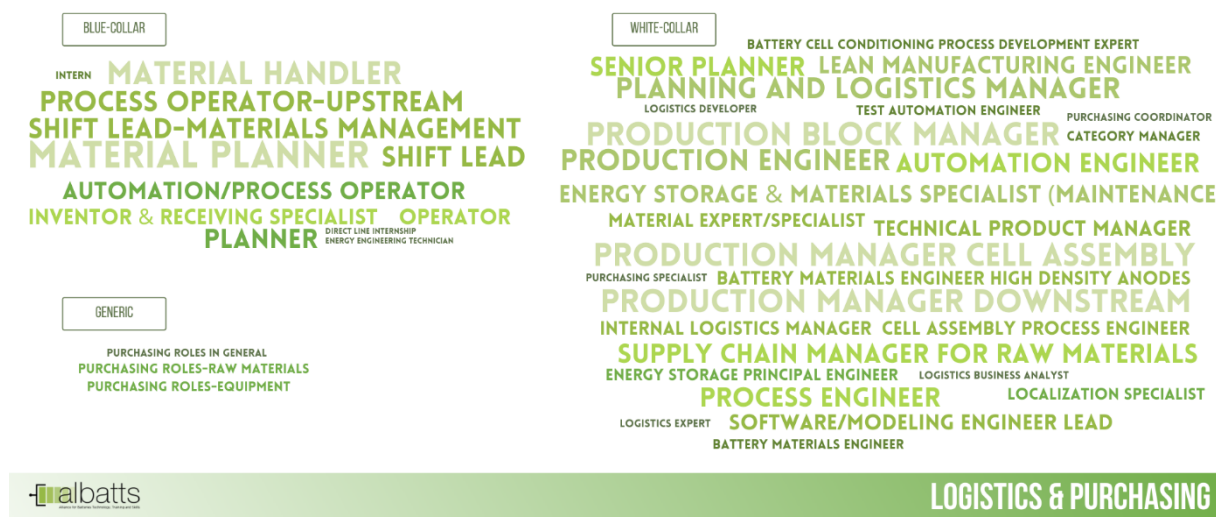 BLUE-COLLAR
INTERN
MATERIAL HANDLER
PROCESS OPERATOR-UPSTREAM
SHIFT LEAD-MATERIALS MANAGEMENT
MATERIAL PLANNER
SHIFT LEAD
AUTOMATION/PROCESS OPERATOR
INVENTOR & RECEIVING SPECIALIST
OPERATOR
PLANNER
DIRECT LINE INTERNSHIP
ENERGY ENGINEERING TECHNICIAN
GENERIC
PURCHASING ROLES IN GENERAL
PURCHASING ROLES-RAW MATERIALS
PURCHASING ROLES-EQUIPMENT
WHITE-COLLAR
BATTERY CELL CONDITIONING PROCESS DEVELOPMENT EXPERT
SENIOR PLANNER
LEAN MANUFACTURING ENGINEER
PLANNING AND LOGISTICS MANAGER
LOGISTICS DEVELOPER
TEST AUTOMATION ENGINEER
PURCHASING COORDINATOR
PRODUCTION BLOCK MANAGER
CATEGORY MANAGER
PRODUCTION ENGINEER
AUTOMATION ENGINEER
ENERGY STORAGE & MATERIALS SPECIALIST (MAINTENANCE
MATERIAL EXPERT/SPECIALIST
TECHNICAL PRODUCT MANAGER
PRODUCTION MANAGER CELL ASSEMBLY
PURCHASING SPECIALIST
BATTERY MATERIALS ENGINEER HIGH DENSITY ANODES
PRODUCTION MANAGER DOWNSTREAM
INTERNAL LOGISTICS MANAGER
CELL ASSEMBLY PROCESS ENGINEER
SUPPLY CHAIN MANAGER FOR RAW MATERIALS
ENERGY STORAGE PRINCIPAL ENGINEER
LOGISTICS BUSINESS ANALYST
PROCESS ENGINEER
LOCALIZATION SPECIALIST
LOGISTICS EXPERT
SOFTWARE/MODELING ENGINEER LEAD
BATTERY MATERIALS ENGINEER
albatts
Alliance for Batteries Technology, Training and Skills
LOGISTICS & PURCHASING